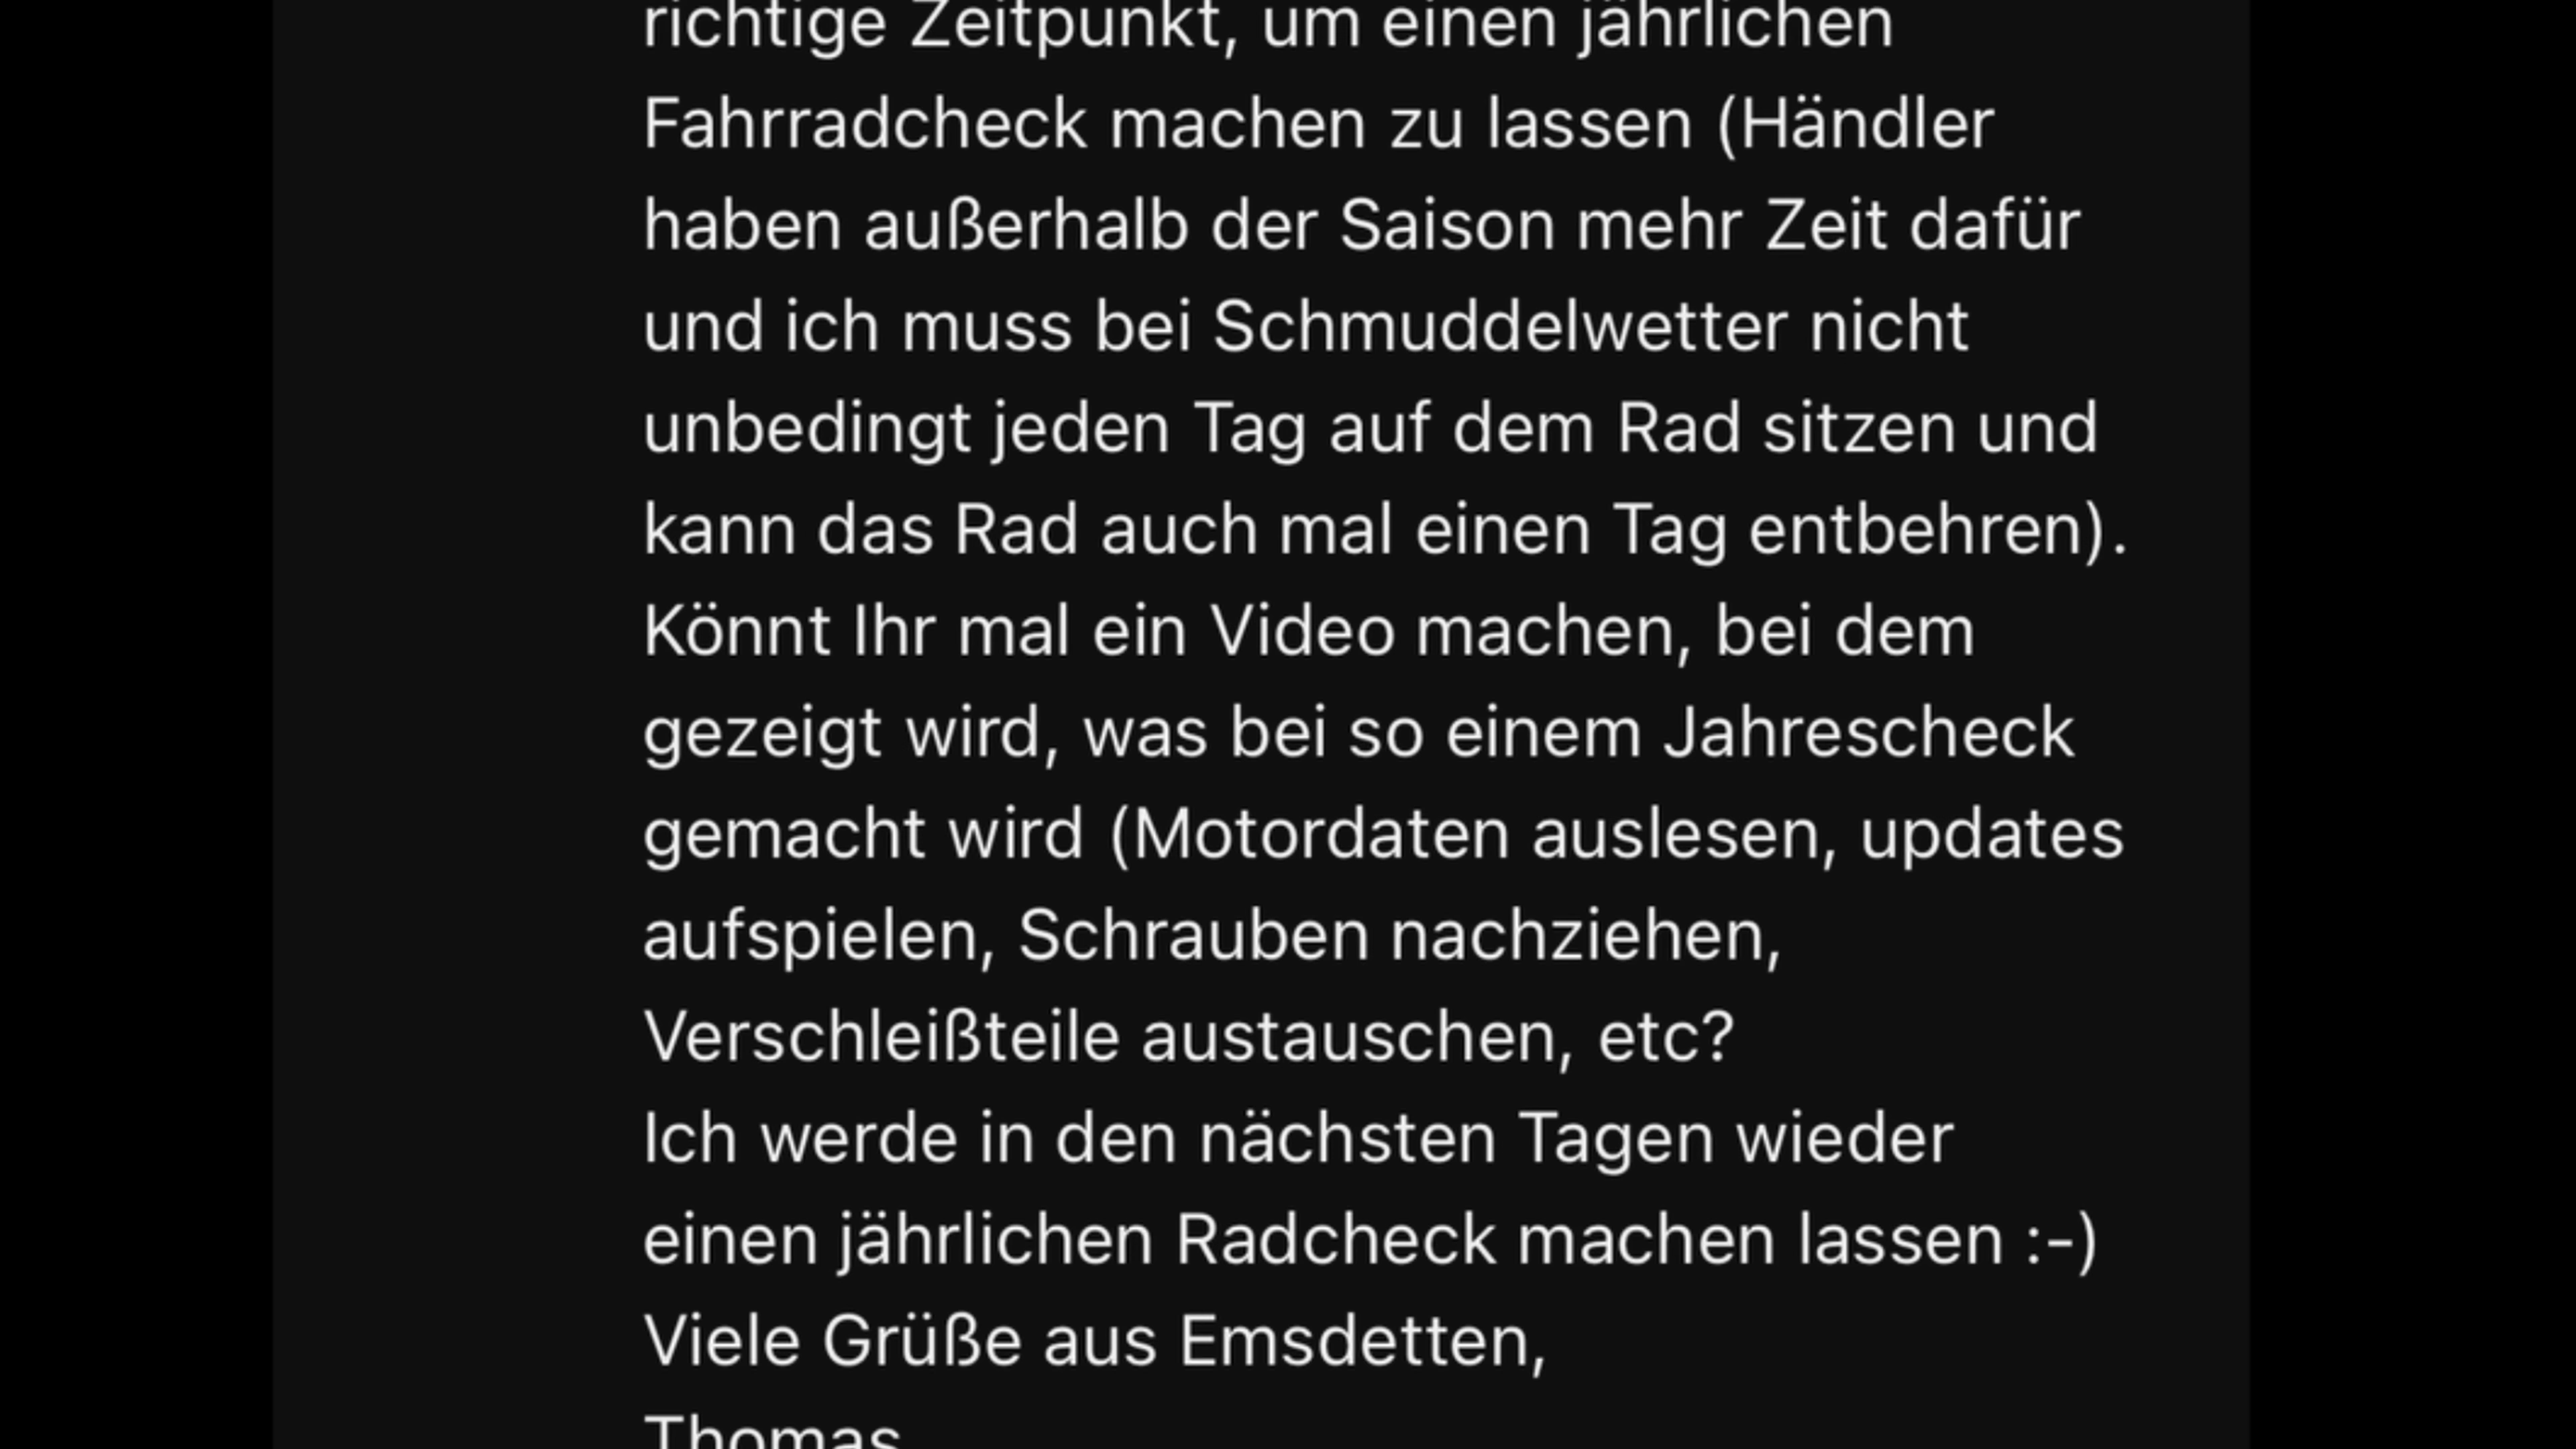 richtige Zeitpunkt, um einen jährlichen
Fahrradcheck machen zu lassen (Händler
haben außerhalb der Saison mehr Zeit dafür
und ich muss bei Schmuddelwetter nicht
unbedingt jeden Tag auf dem Rad sitzen und
kann das Rad auch mal einen Tag entbehren).
Könnt Ihr mal ein Video machen, bei dem
gezeigt wird, was bei so einem Jahrescheck
gemacht wird (Motordaten auslesen, updates
aufspielen, Schrauben nachziehen,
Verschleißteile austauschen, etc?
Ich werde in den nächsten Tagen wieder
einen jährlichen Radcheck machen lassen :-)
Viele Grüße aus Emsdetten,
Thomas